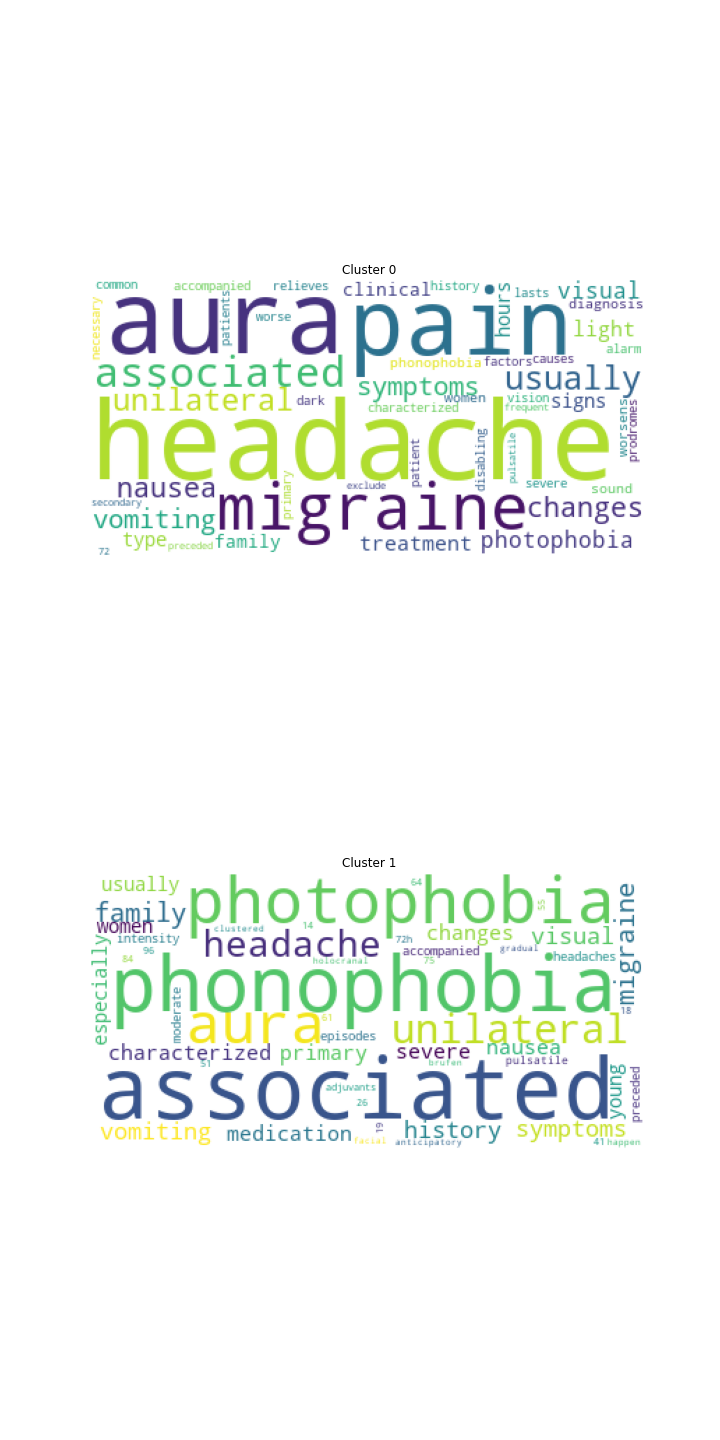 Cluster 0
common accompanied relieves clinical history lasts visual
necessary aura patients worse pain hours diagnosis
light
phonophobia factors causes alarm
associated symptoms usually
unilateral dark women vision signs
characterized frequent worsens prodromes
headache
patient disabling pulsatile
nausea primary exclude severe sound
secondary migraine changes
vomiting
type preceded family treatment photophobia
72
Cluster 1
usually photophobia 64 55 migraine
family
women clustered 14 changes visual
intensity headache 72h accompanied gradual
96 84 holocranal 75 headaches
especially phonophobia 18
moderate aura 61 episodes unilateral
characterized primary severe nausea
51 brufen pulsatile
associated adjuvants young preceded
26
vomiting medication 19 history symptoms
facial anticipatory 41 happen